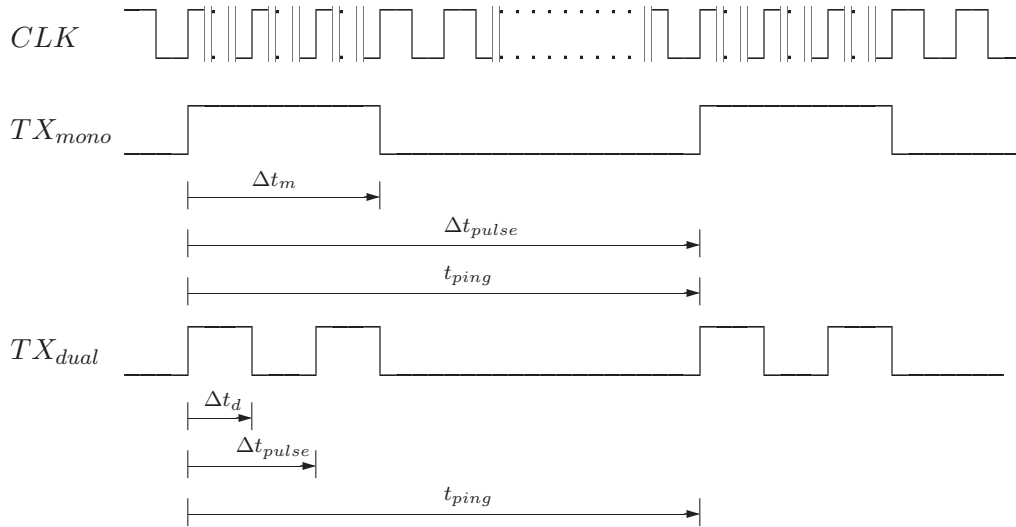 CLK
TX_mono
Δt_m
Δt_pulse
t_ping
TX_dual
Δt_d
Δt_pulse
t_ping